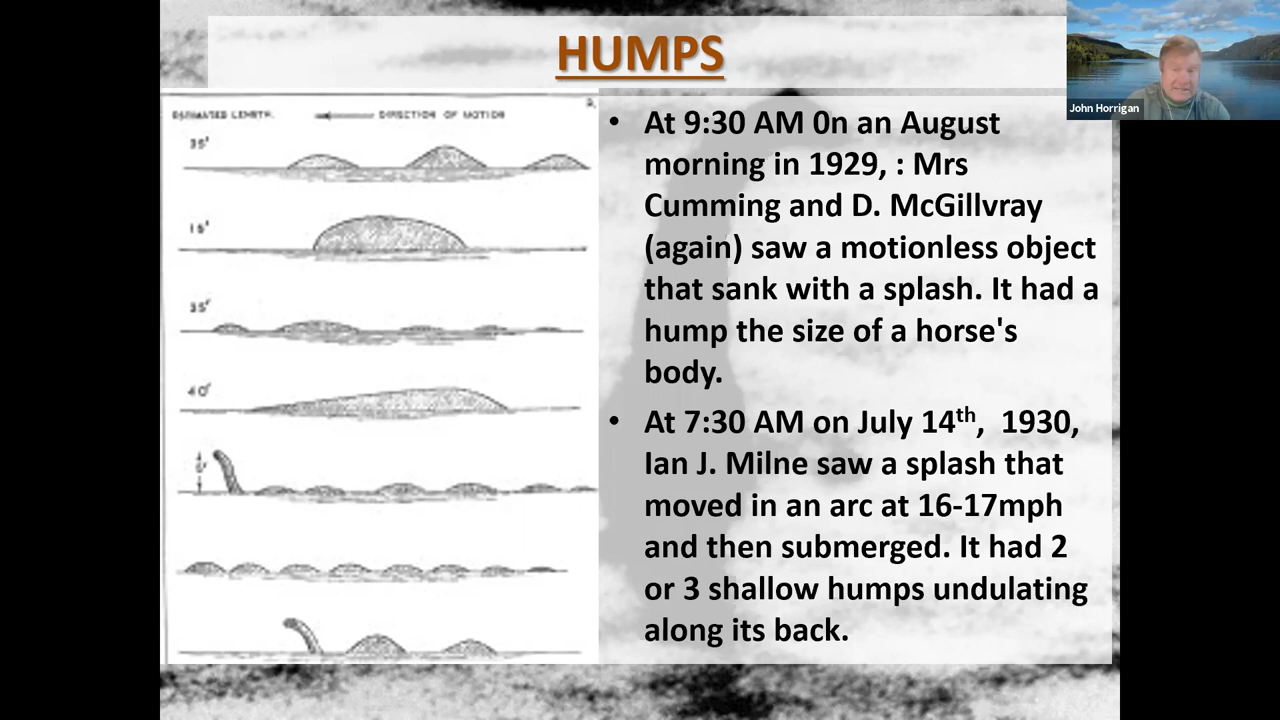 HUMPS
John Horrigan
ESTIMATED LENGTH.
DIRECTION OF MOTION
35'
40'
• At 9:30 AM 0n an August
morning in 1929, : Mrs
Cumming and D. McGillvray
(again) saw a motionless object
that sank with a splash. It had a
hump the size of a horse's
body.
• At 7:30 AM on July 14th, 1930,
Ian J. Milne saw a splash that
moved in an arc at 16-17mph
and then submerged. It had 2
or 3 shallow humps undulating
along its back.